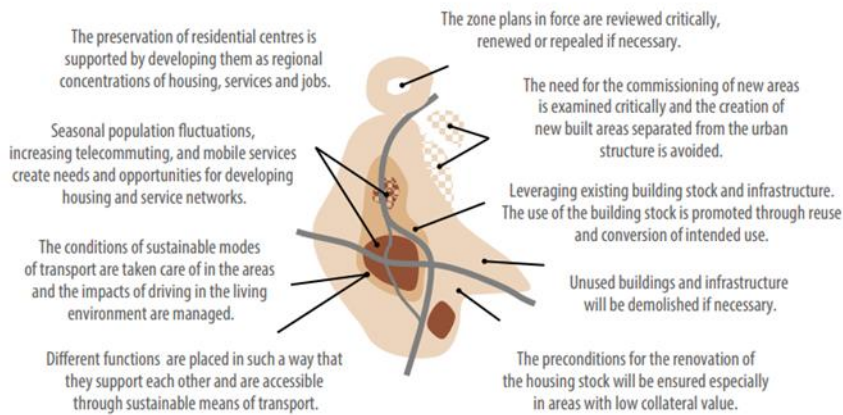 The preservation of residential centres is
supported by developing them as regional
concentrations of housing, services and jobs.
Seasonal population fluctuations,
increasing telecommuting, and mobile services
create needs and opportunities for developing
housing and service networks.
The conditions of sustainable modes
of transport are taken care of in the areas
and the impacts of driving in the living
environment are managed.
Different functions are placed in such a way that
they support each other and are accessible
through sustainable means of transport.
The zone plans in force are reviewed critically,
renewed or repealed if necessary.
The need for the commissioning of new areas
is examined critically and the creation of
new built areas separated from the urban
structure is avoided.
Leveraging existing building stock and infrastructure.
The use of the building stock is promoted through reuse
and conversion of intended use.
Unused buildings and infrastructure
will be demolished if necessary.
The preconditions for the renovation of
the housing stock will be ensured especially
in areas with low collateral value.